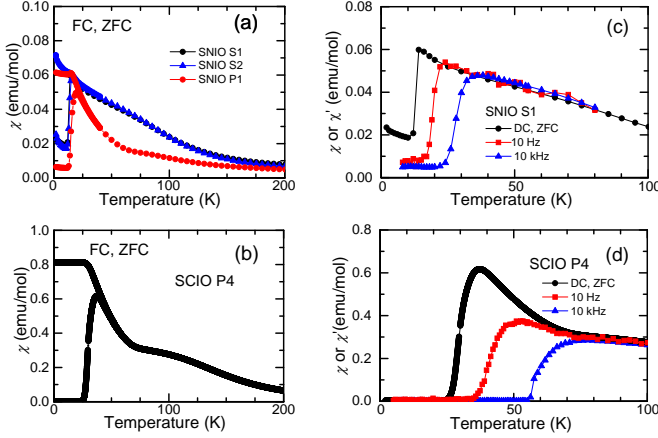 (a)
FC, ZFC
SNIO S1
SNIO S2
SNIO P1
χ (emu/mol)
0.10
0.08
0.06
0.04
0.02
0.00
0
100
200
Temperature (K)
(c)
SNIO S1
DC, ZFC
10 Hz
10 kHz
χ or χ' (emu/mol)
0.08
0.06
0.04
0.02
0.00
0
20
40
60
80
100
Temperature (K)
(b)
FC, ZFC
SCIO P4
χ (emu/mol)
1.0
0.8
0.6
0.4
0.2
0.0
0
100
200
Temperature (K)
(d)
SCIO P4
DC, ZFC
10 Hz
10 kHz
χ or χ'(emu/mol)
0.8
0.6
0.4
0.2
0.0
0
50
100
Temperature (K)